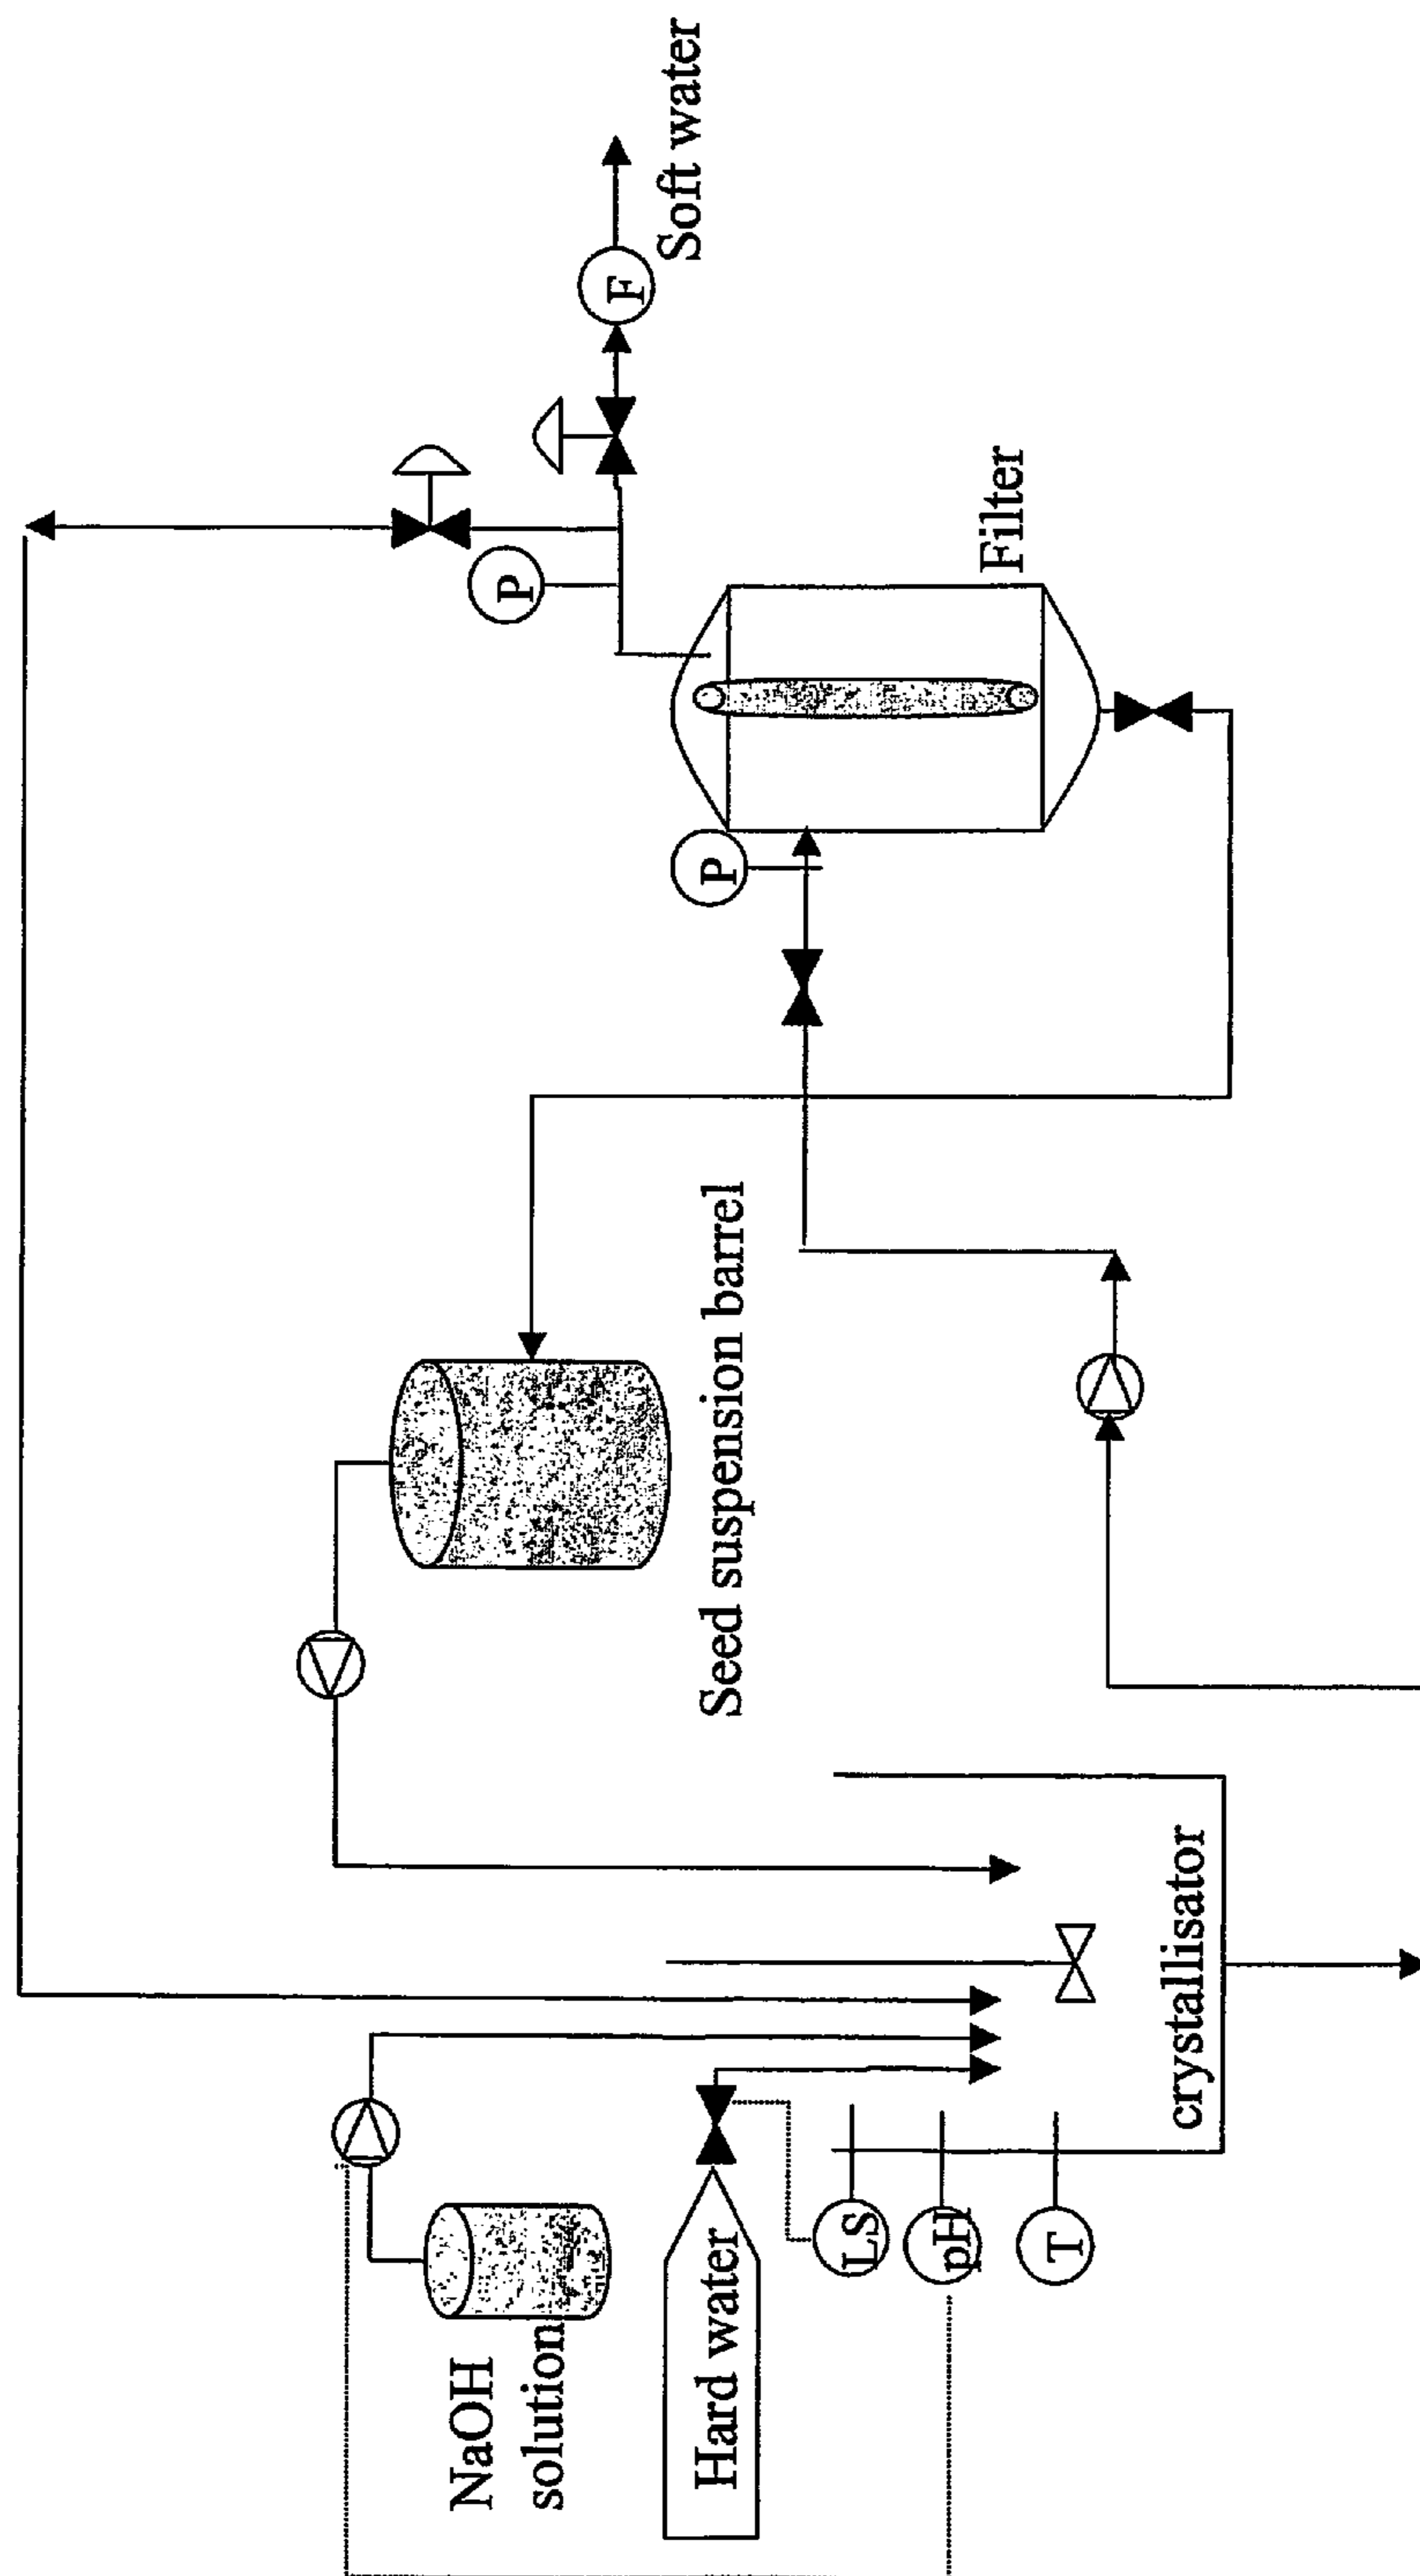 NaOH
solution
Hard water
LS
pH
T
crystallisator
Seed suspension barrel
P
P
Filter
F
Soft water